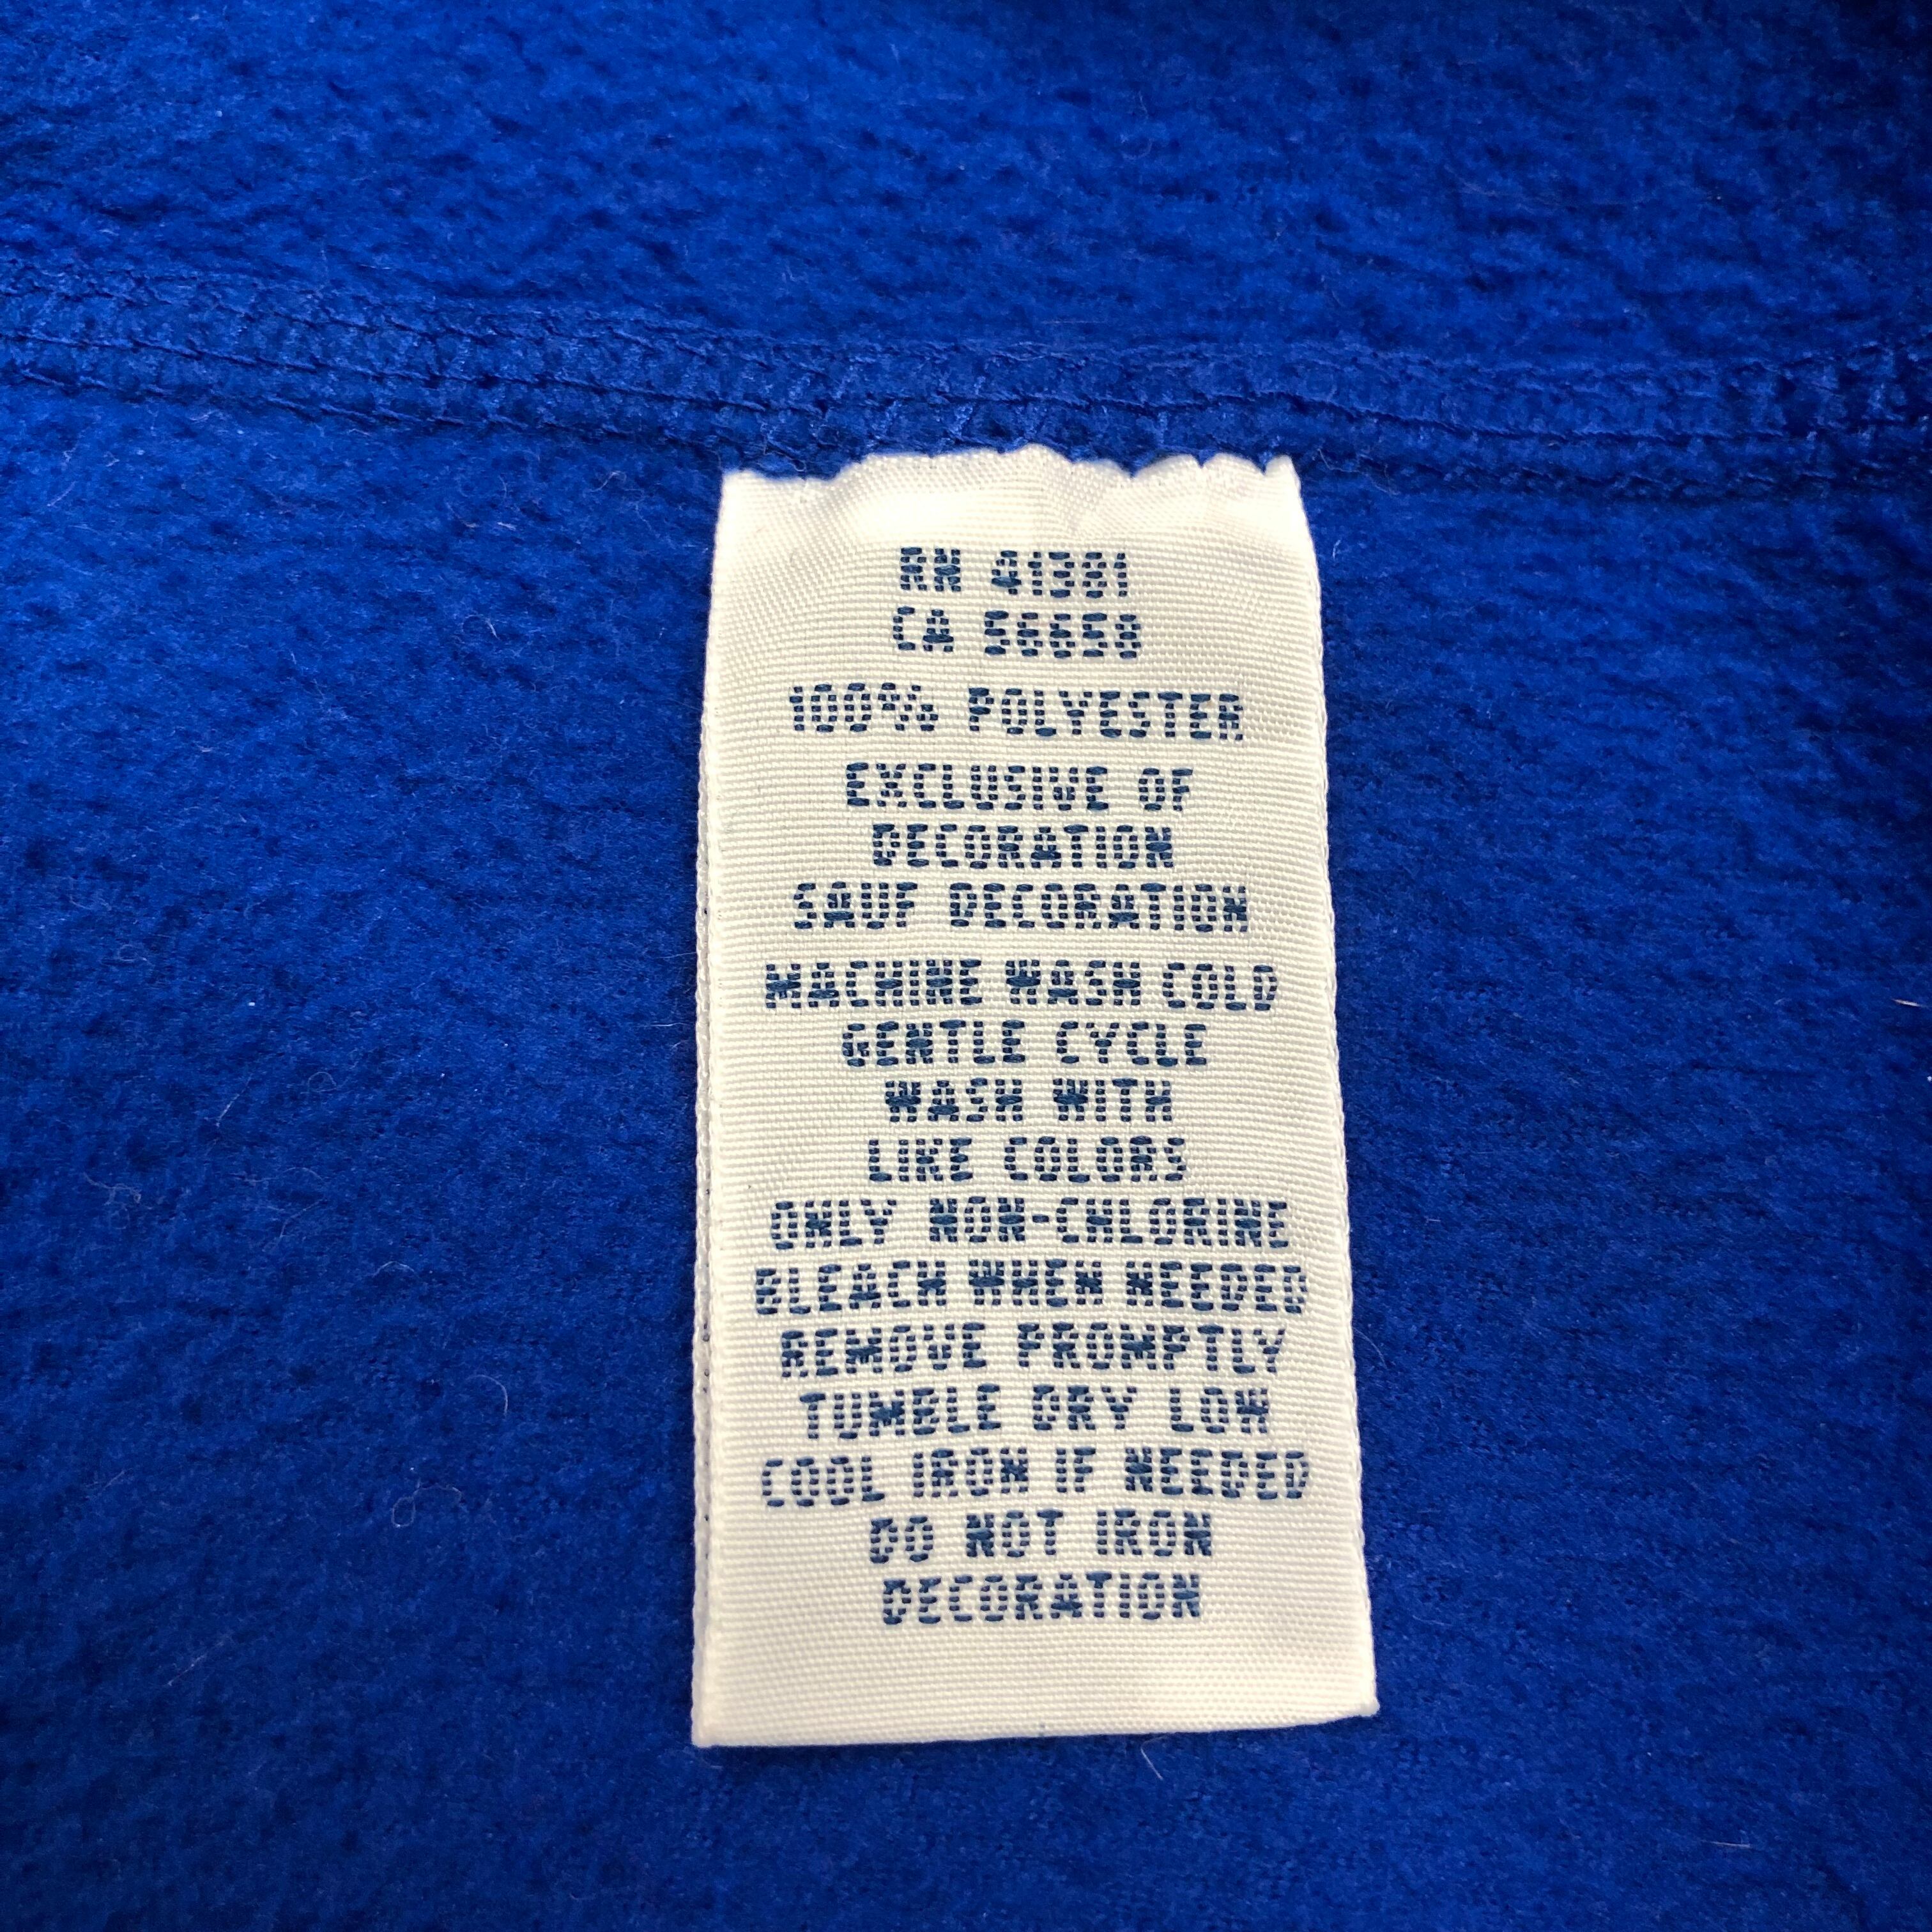 RN 41381
CA 56658
100% POLYESTER
EXCLUSIVE OF
DECORATION
SAUF DECORATION
MACHINE WASH COLD
GENTLE CYCLE
WASH WITH
LIKE COLORS
ONLY NON-CHLORINE
BLEACH WHEN NEEDED
REMOVE PROMPTLY
TUMBLE DRY LOW
COOL IRON IF NEEDED
DO NOT IRON
DECORATION